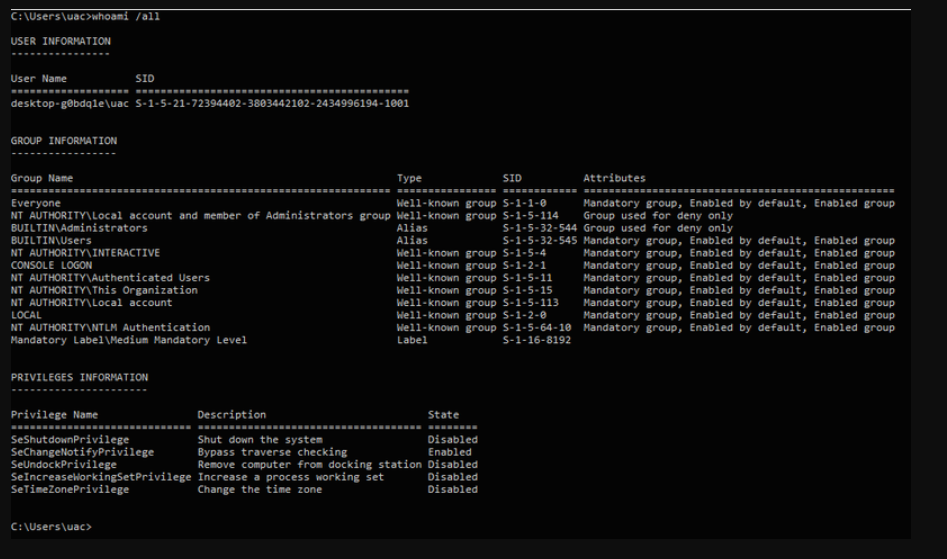 C:\Users\uac>whoami /all
USER INFORMATION
----------------
User Name           SID
=================== ============================================
desktop-g0bdq1e\uac S-1-5-21-72394402-3803442102-2434996194-1001
GROUP INFORMATION
-----------------
Group Name                                                    Type             SID          Attributes
============================================================= ================ ============ ==================================================
Everyone                                                      Well-known group S-1-1-0      Mandatory group, Enabled by default, Enabled group
NT AUTHORITY\Local account and member of Administrators group Well-known group S-1-5-114    Group used for deny only
BUILTIN\Administrators                                        Alias            S-1-5-32-544 Group used for deny only
BUILTIN\Users                                                 Alias            S-1-5-32-545 Mandatory group, Enabled by default, Enabled group
NT AUTHORITY\INTERACTIVE                                      Well-known group S-1-5-4      Mandatory group, Enabled by default, Enabled group
CONSOLE LOGON                                                 Well-known group S-1-2-1      Mandatory group, Enabled by default, Enabled group
NT AUTHORITY\Authenticated Users                              Well-known group S-1-5-11     Mandatory group, Enabled by default, Enabled group
NT AUTHORITY\This Organization                                Well-known group S-1-5-15     Mandatory group, Enabled by default, Enabled group
NT AUTHORITY\Local account                                    Well-known group S-1-5-113    Mandatory group, Enabled by default, Enabled group
LOCAL                                                         Well-known group S-1-2-0      Mandatory group, Enabled by default, Enabled group
NT AUTHORITY\NTLM Authentication                              Well-known group S-1-5-64-10  Mandatory group, Enabled by default, Enabled group
Mandatory Label\Medium Mandatory Level                        Label            S-1-16-8192
PRIVILEGES INFORMATION
----------------------
Privilege Name                Description                          State
============================= ==================================== ========
SeShutdownPrivilege           Shut down the system                 Disabled
SeChangeNotifyPrivilege       Bypass traverse checking             Enabled
SeUndockPrivilege             Remove computer from docking station Disabled
SeIncreaseWorkingSetPrivilege Increase a process working set       Disabled
SeTimeZonePrivilege           Change the time zone                 Disabled
C:\Users\uac>